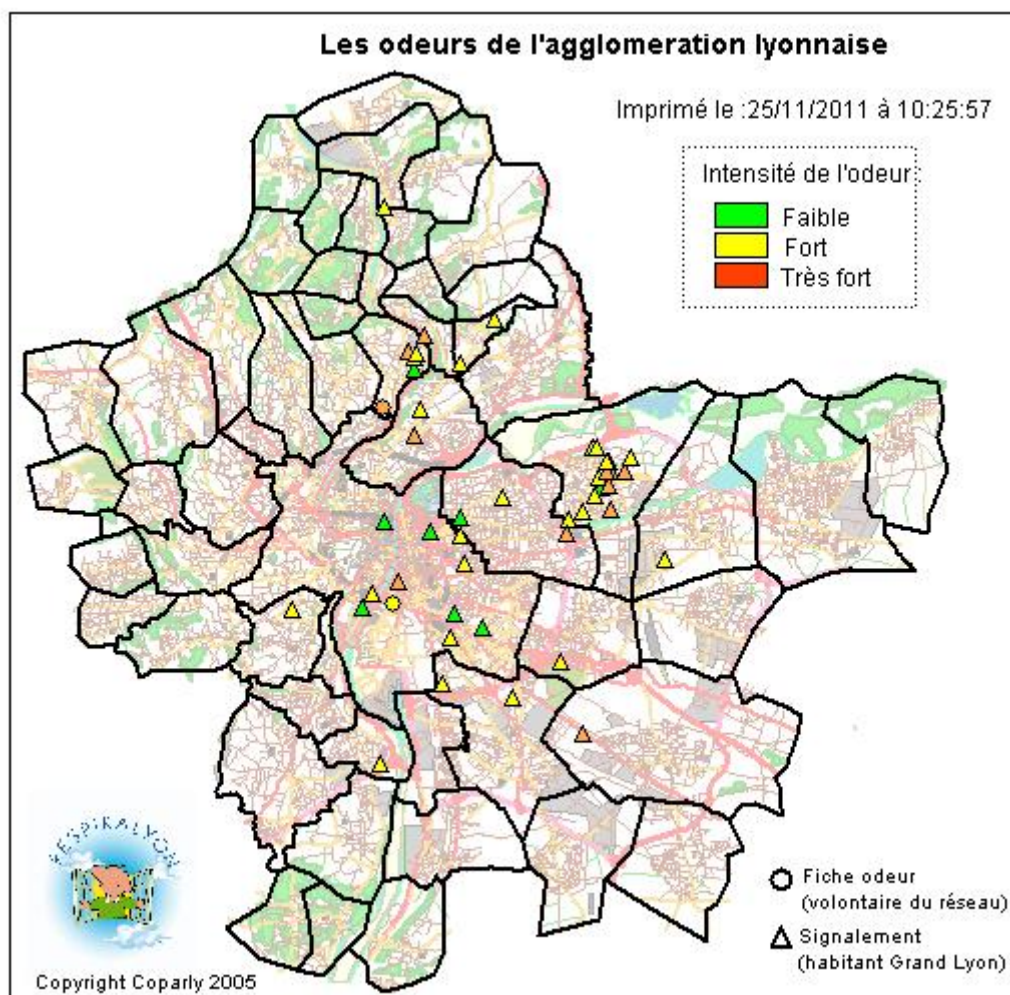 Les odeurs de l'agglomeration lyonnaise
Imprimé le :25/11/2011 à 10:25:57
Intensité de l'odeur :
Faible
Fort
Très fort
RESPIRALYON
Fiche odeur
(volontaire du réseau)
Signalement
(habitant Grand Lyon)
Copyright Coparly 2005